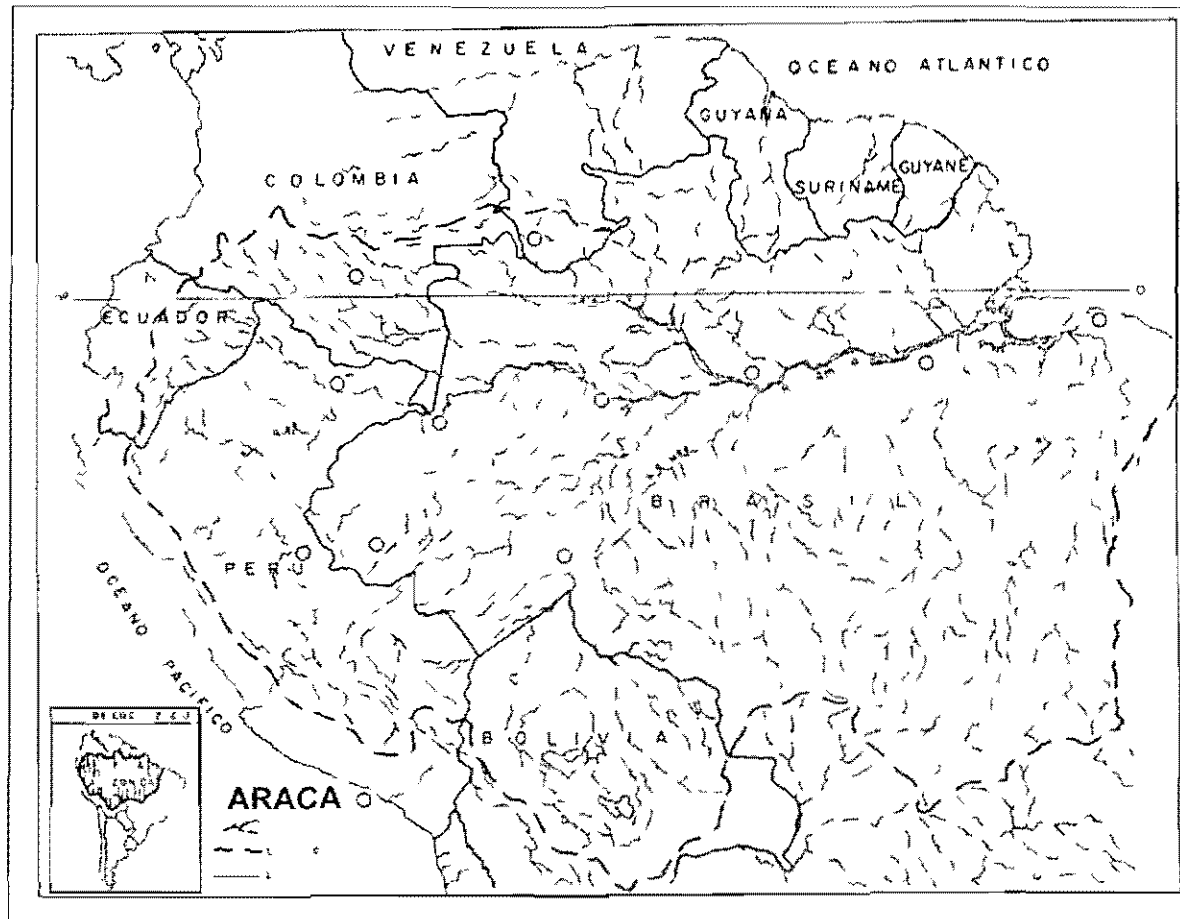 VENEZUELA
OCEANO ATLANTICO
GUYANA
GUYANE
COLOMBIA
SURINAME
ECUADOR
O
BRASIL
PERU
OCEANO PACIFICO
BOLIVIA
ARACA